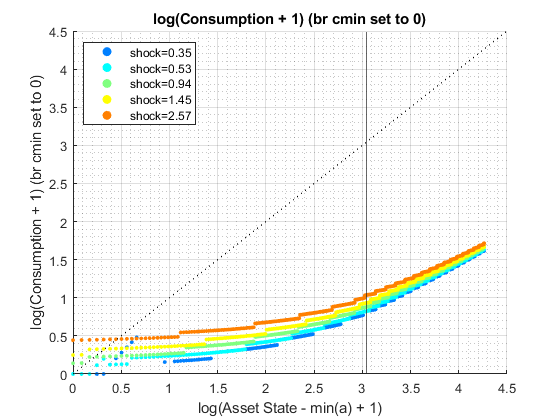 log(Consumption + 1) (br cmin set to 0)
4.5
4
3.5
3
2.5
2
1.5
1
0.5
0
log(Consumption + 1) (br cmin set to 0)
shock=0.35
shock=0.53
shock=0.94
shock=1.45
shock=2.57
0 0.5 1 1.5 2 2.5 3 3.5 4 4.5
log(Asset State - min(a) + 1)